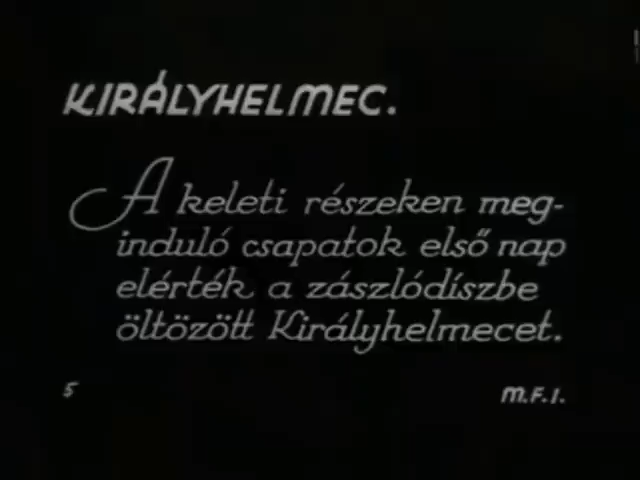 KIRÁLYHELMEC.
A keleti részeken meg-
induló csapatok első nap
elérték a zászlódíszbe
öltözött Királyhelmecet.
5
M.F.I.